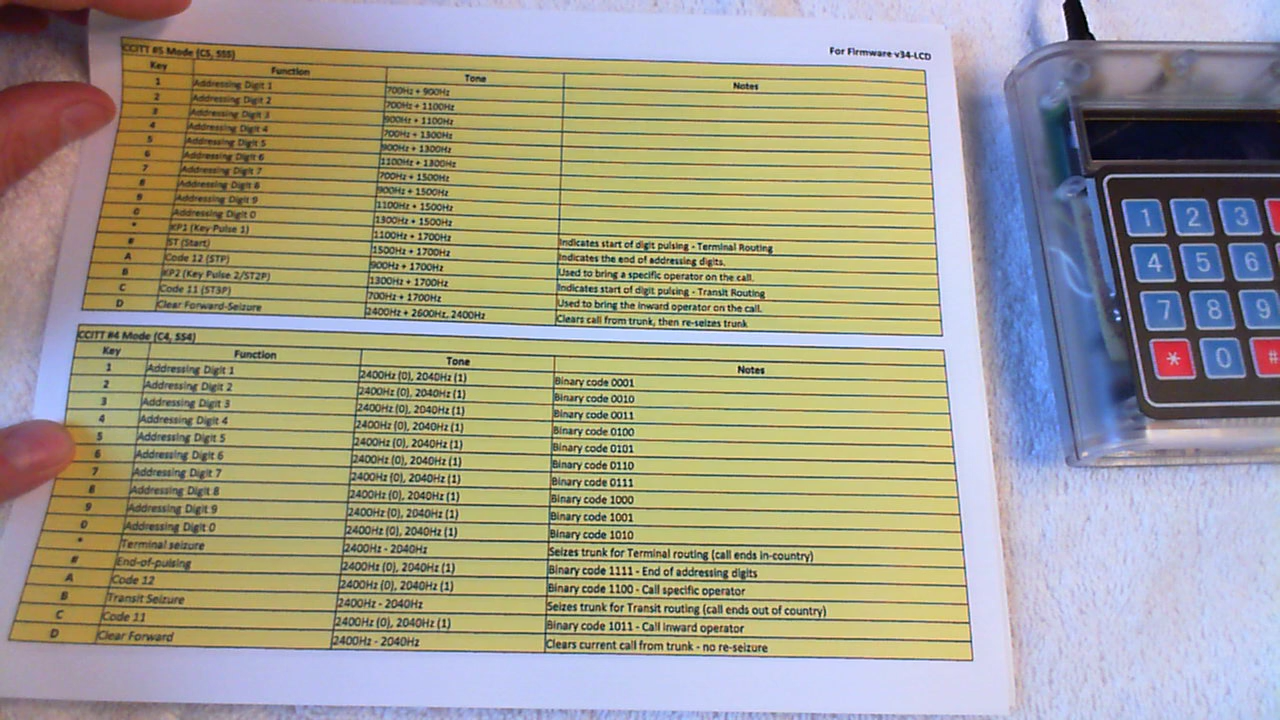 For Firmware v34-LCD
CCITT #5 Mode (C5, SS5)
Key Function Tone Notes
1 Addressing Digit 1 700Hz + 900Hz
2 Addressing Digit 2 700Hz + 1100Hz
3 Addressing Digit 3 900Hz + 1100Hz
4 Addressing Digit 4 700Hz + 1300Hz
5 Addressing Digit 5 900Hz + 1300Hz
6 Addressing Digit 6 1100Hz + 1300Hz
7 Addressing Digit 7 700Hz + 1500Hz
8 Addressing Digit 8 900Hz + 1500Hz
9 Addressing Digit 9 1100Hz + 1500Hz
0 Addressing Digit 0 1300Hz + 1500Hz
* KP1 (Key Pulse 1) 1100Hz + 1700Hz Indicates start of digit pulsing - Terminal Routing
# ST (Start) 1500Hz + 1700Hz Indicates the end of addressing digits.
A Code 12 (STP) 900Hz + 1700Hz Used to bring a specific operator on the call.
B KP2 (Key Pulse 2/ST2P) 1300Hz + 1700Hz Indicates start of digit pulsing - Transit Routing
C Code 11 (ST3P) 700Hz + 1700Hz Used to bring the inward operator on the call.
D Clear Forward-Seizure 2400Hz + 2600Hz, 2400Hz Clears call from trunk, then re-seizes trunk
CCITT #4 Mode (C4, SS4)
Key Function Tone Notes
1 Addressing Digit 1 2400Hz (0), 2040Hz (1) Binary code 0001
2 Addressing Digit 2 2400Hz (0), 2040Hz (1) Binary code 0010
3 Addressing Digit 3 2400Hz (0), 2040Hz (1) Binary code 0011
4 Addressing Digit 4 2400Hz (0), 2040Hz (1) Binary code 0100
5 Addressing Digit 5 2400Hz (0), 2040Hz (1) Binary code 0101
6 Addressing Digit 6 2400Hz (0), 2040Hz (1) Binary code 0110
7 Addressing Digit 7 2400Hz (0), 2040Hz (1) Binary code 0111
8 Addressing Digit 8 2400Hz (0), 2040Hz (1) Binary code 1000
9 Addressing Digit 9 2400Hz (0), 2040Hz (1) Binary code 1001
0 Addressing Digit 0 2400Hz (0), 2040Hz (1) Binary code 1010
* Terminal seizure 2400Hz - 2040Hz Seizes trunk for Terminal routing (call ends in-country)
# End-of-pulsing 2400Hz (0), 2040Hz (1) Binary code 1111 - End of addressing digits
A Code 12 2400Hz (0), 2040Hz (1) Binary code 1100 - Call specific operator
B Transit Seizure 2400Hz - 2040Hz Seizes trunk for Transit routing (call ends out of country)
C Code 11 2400Hz (0), 2040Hz (1) Binary code 1011 - Call Inward operator
D Clear Forward 2400Hz - 2040Hz Clears current call from trunk - no re-seizure
1 2 3
4 5 6
7 8 9
* 0 #